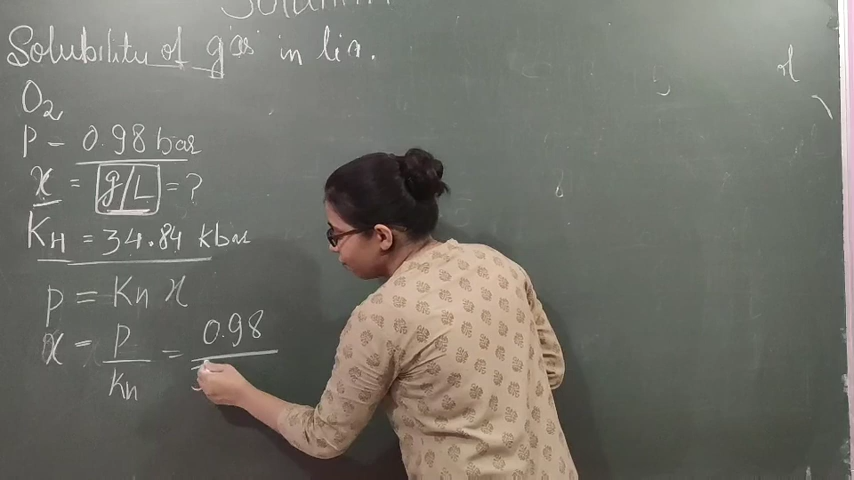 Solubility of gas in liq.
O2
P = 0.98 bar
x = g/L = ?
KH = 34.84 kbar
p = KH x
x = p/KH = 0.98